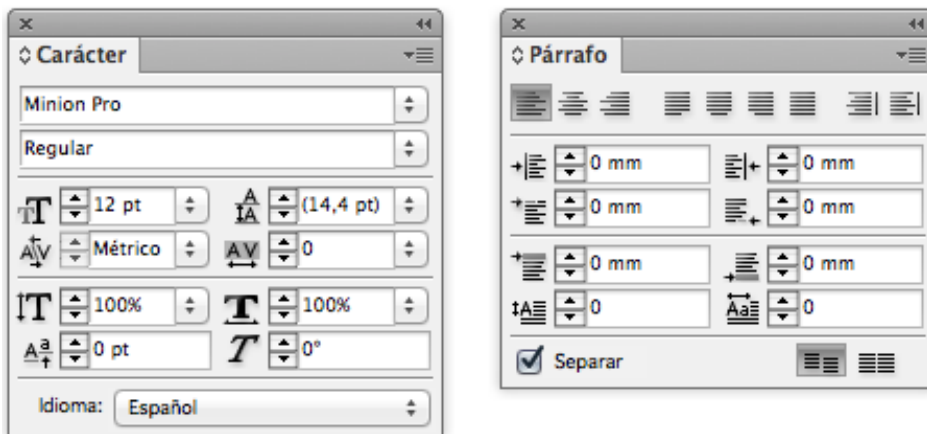 Carácter
Minion Pro
Regular
12 pt
(14,4 pt)
Métrico
0
100%
100%
0 pt
0°
Idioma: Español
Párrafo
0 mm
0 mm
0 mm
0 mm
0 mm
0 mm
0
0
Separar